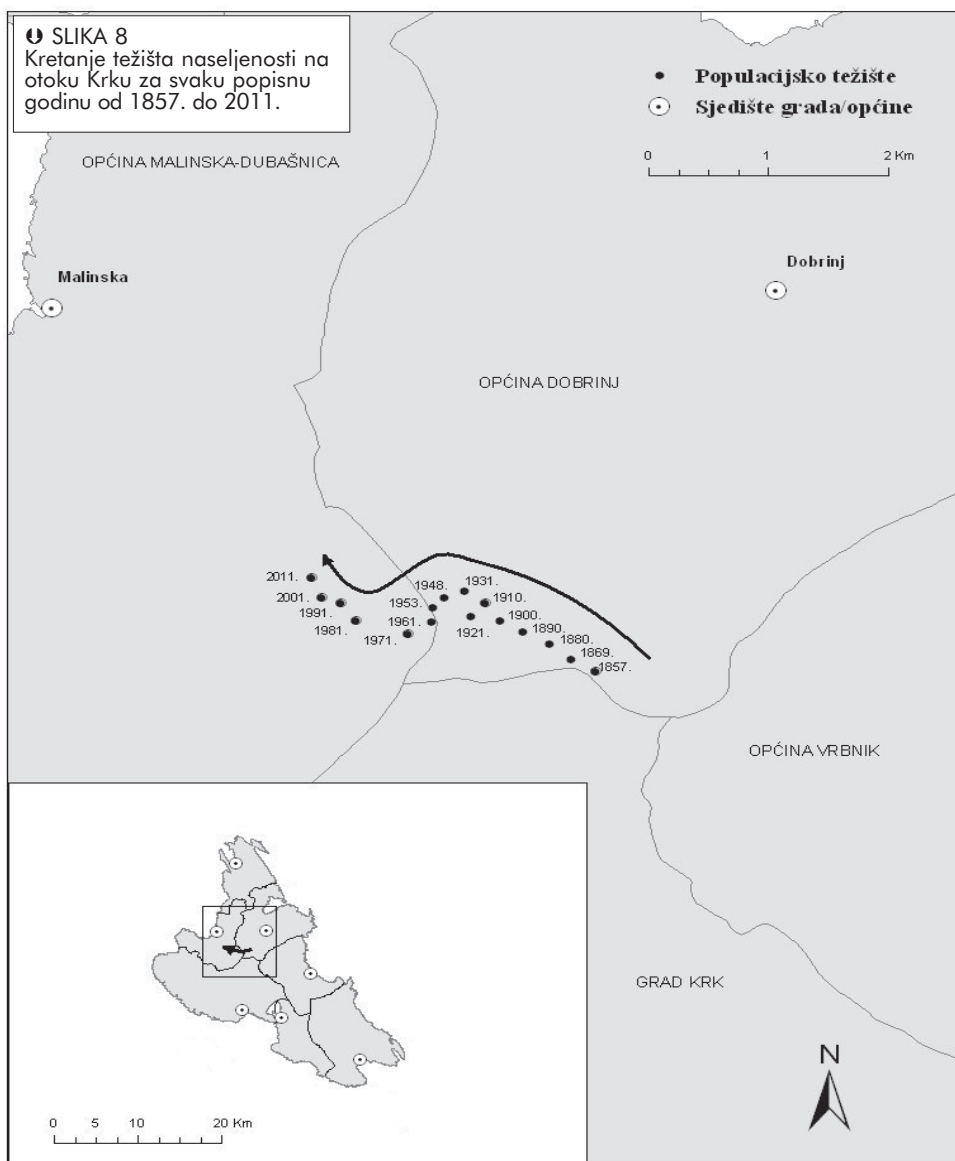 SLIKA 8
Kretanje težišta naseljenosti na
otoku Krku za svaku popisnu
godinu od 1857. do 2011.
Populacijsko težište
Sjedište grada/općine
0 1 2 Km
OPĆINA MALINSKA-DUBAŠNICA
Malinska
Dobrinj
OPĆINA DOBRINJ
2011.
2001.
1991.
1981.
1971.
1961.
1953.
1948.
1931.
1921.
1910.
1900.
1890.
1880.
1869.
1857.
OPĆINA VRBNIK
GRAD KRK
N
0 5 10 20 Km